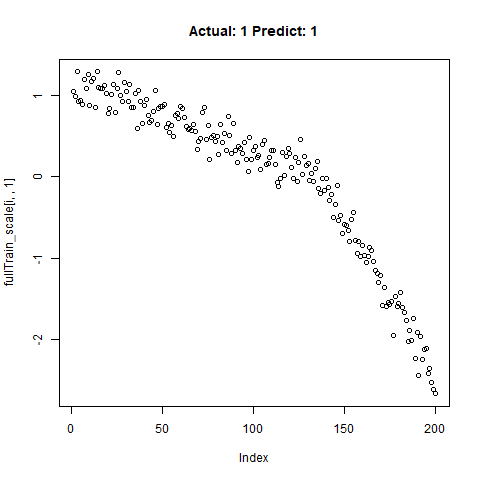 Actual: 1 Predict: 1
fullTrain_scale[i, , 1]
1
0
-1
-2
0 50 100 150 200
Index